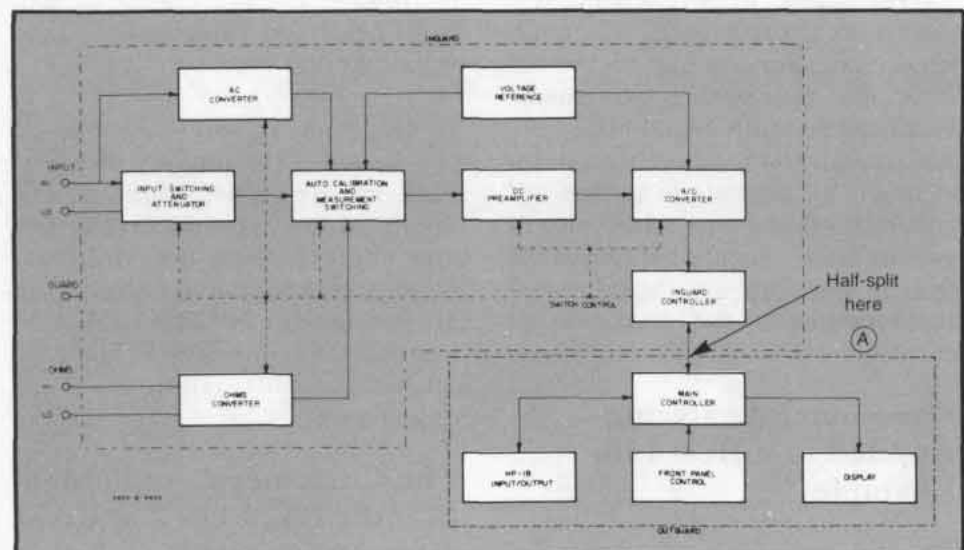 INGUARD
AC
CONVERTER
VOLTAGE
REFERENCE
INPUT
INPUT SWITCHING
AND
ATTENUATOR
AUTO CALIBRATION
AND
MEASUREMENT
SWITCHING
DC
PREAMPLIFIER
A/D
CONVERTER
LO
GUARD
SWITCH CONTROL
INGUARD
CONTROLLER
Half-split
here
A
OHMS
OHMS
CONVERTER
LO
MAIN
CONTROLLER
HP-IB
INPUT/OUTPUT
FRONT PANEL
CONTROL
DISPLAY
OUTGUARD